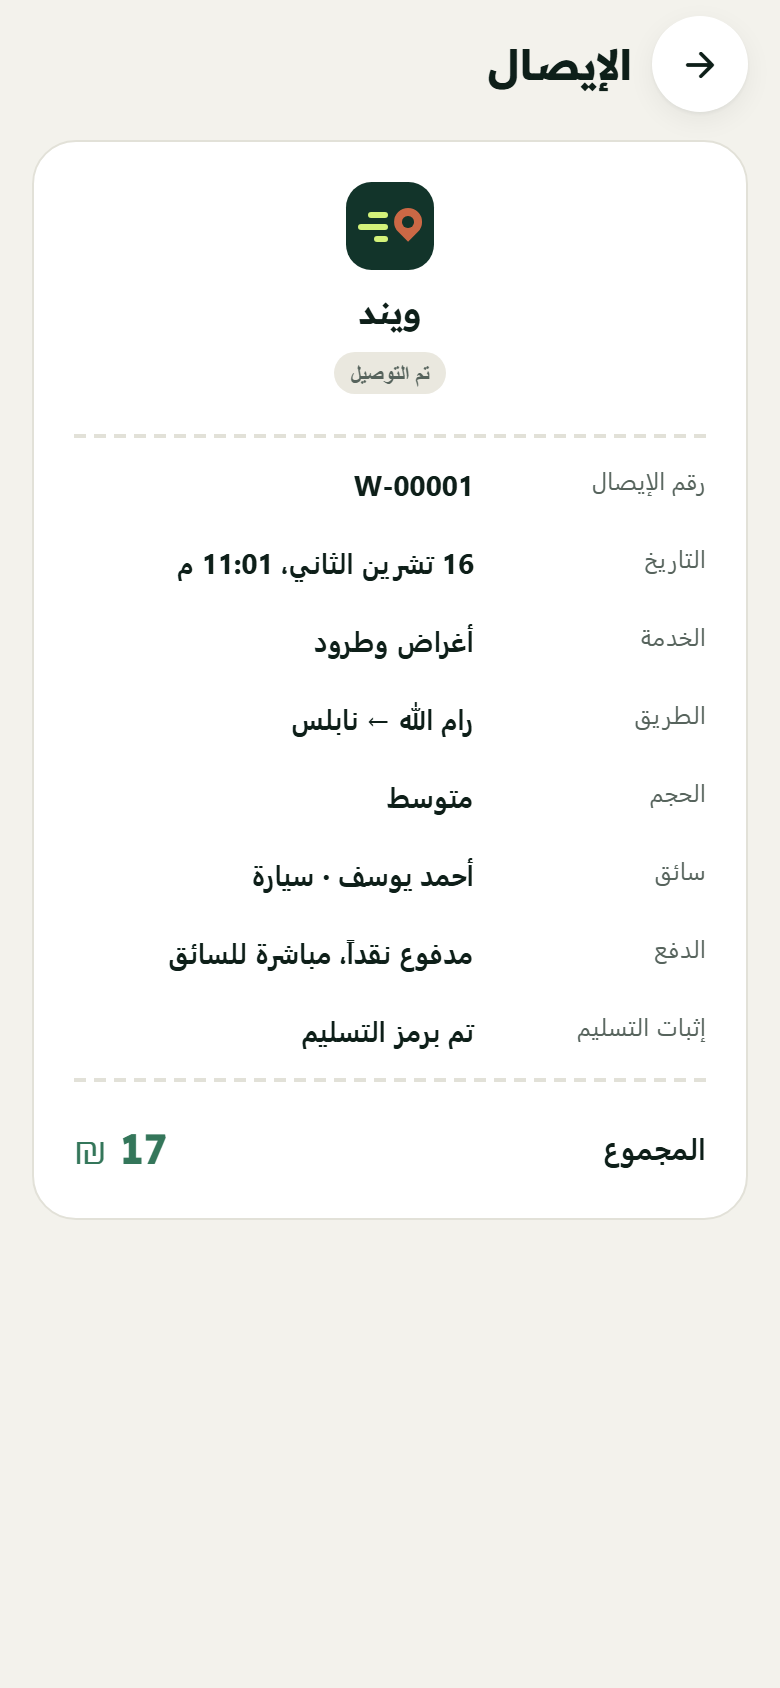 الإيصال
ويند
تم التوصيل
رقم الإيصال W-00001
التاريخ 16 تشرين الثاني، 11:01 م
الخدمة أغراض وطرود
الطريق رام الله ← نابلس
الحجم متوسط
سائق أحمد يوسف · سيارة
الدفع مدفوع نقداً، مباشرة للسائق
إثبات التسليم تم برمز التسليم
المجموع 17 ₪